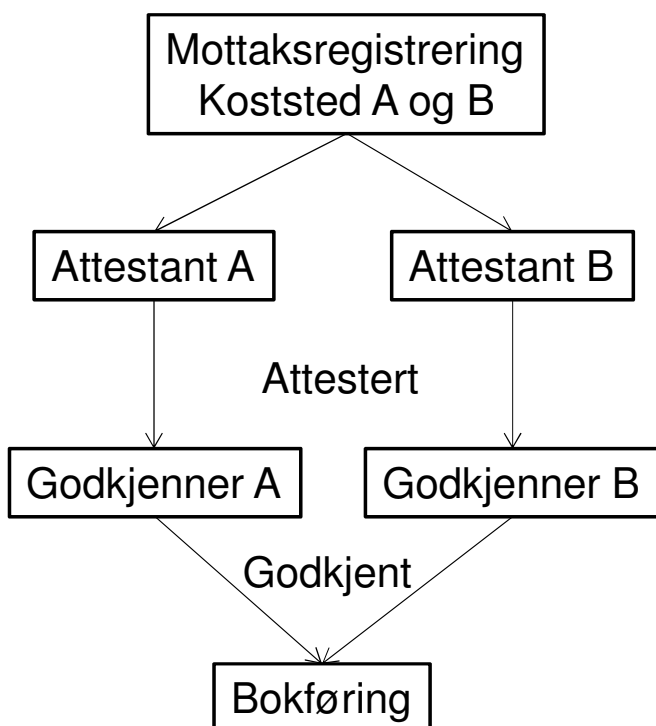 Mottaksregistrering
Koststed A og B
Attestant A
Attestant B
Attestert
Godkjenner A
Godkjenner B
Godkjent
Bokføring